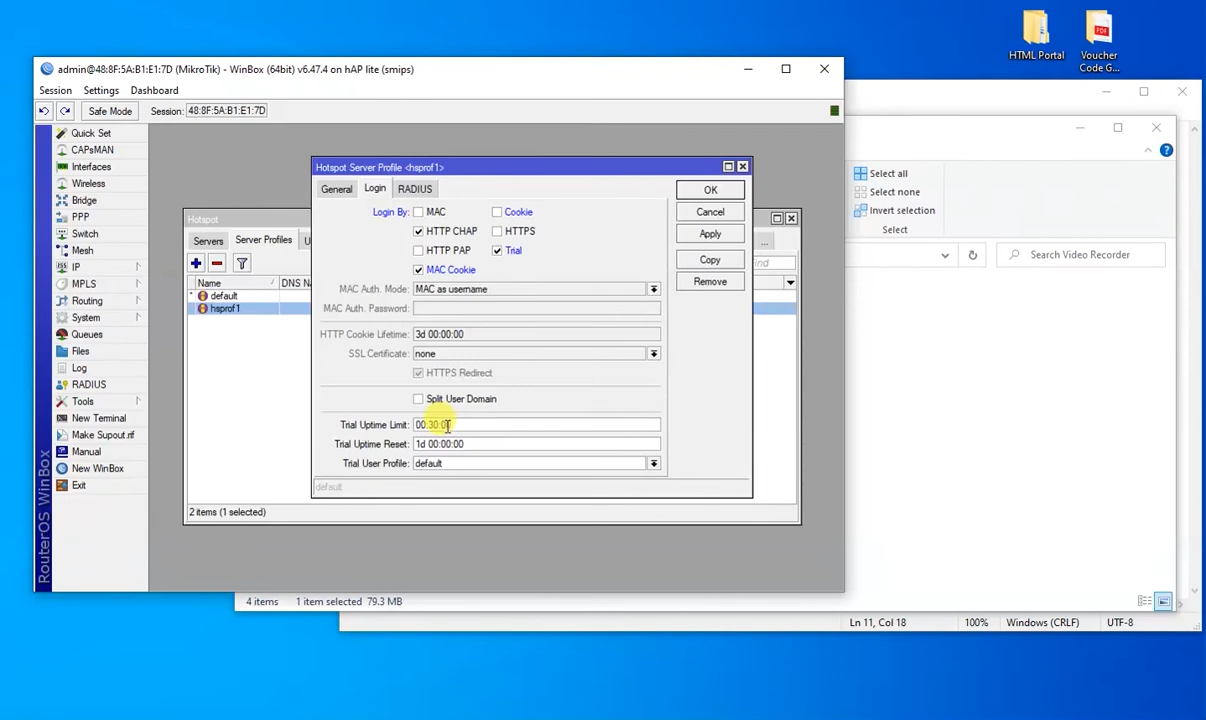 HTML Portal
Voucher
Code G...
admin@48:8F:5A:B1:E1:7D (MikroTik) - WinBox (64bit) v6.47.4 on hAP lite (smips)
Session Settings Dashboard
Safe Mode Session: 48:8F:5A:B1:E1:7D
Quick Set
CAPsMAN
Interfaces
Wireless
Bridge
PPP
Switch
Mesh
IP
MPLS
Routing
System
Queues
Files
Log
RADIUS
Tools
New Terminal
Make Supout.rif
Manual
New WinBox
Exit
RouterOS WinBox
Hotspot
Servers Server Profiles U ...
ind
Name DNS N
* default
hsprof1
2 items (1 selected)
Hotspot Server Profile <hsprof1>
General Login RADIUS
Login By: MAC Cookie
HTTP CHAP HTTPS
HTTP PAP Trial
MAC Cookie
MAC Auth. Mode: MAC as username
MAC Auth. Password:
HTTP Cookie Lifetime: 3d 00:00:00
SSL Certificate: none
HTTPS Redirect
Split User Domain
Trial Uptime Limit: 00:30:0
Trial Uptime Reset: 1d 00:00:00
Trial User Profile: default
default
OK
Cancel
Apply
Copy
Remove
Select all
Select none
Invert selection
Select
Search Video Recorder
4 items 1 item selected 79.3 MB
Ln 11, Col 18 100% Windows (CRLF) UTF-8